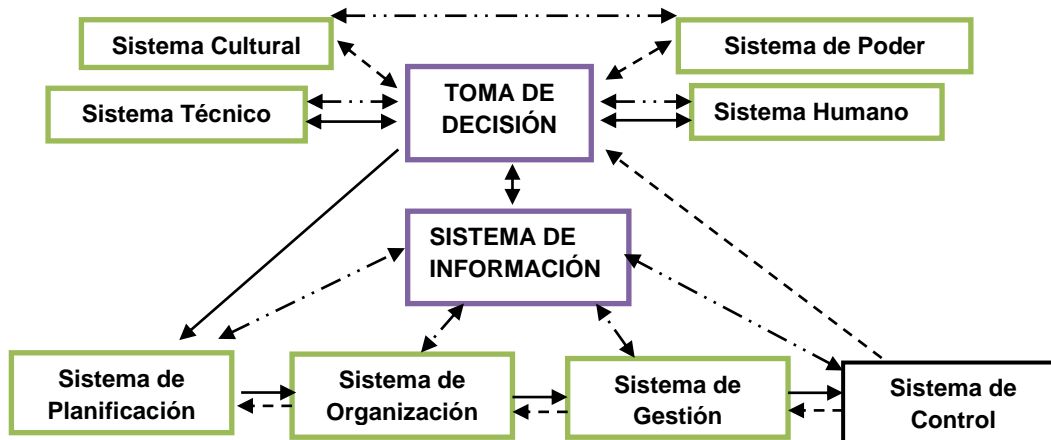 Sistema Cultural
Sistema de Poder
Sistema Técnico
TOMA DE
DECISIÓN
Sistema Humano
SISTEMA DE
INFORMACIÓN
Sistema de
Planificación
Sistema de
Organización
Sistema de
Gestión
Sistema de
Control